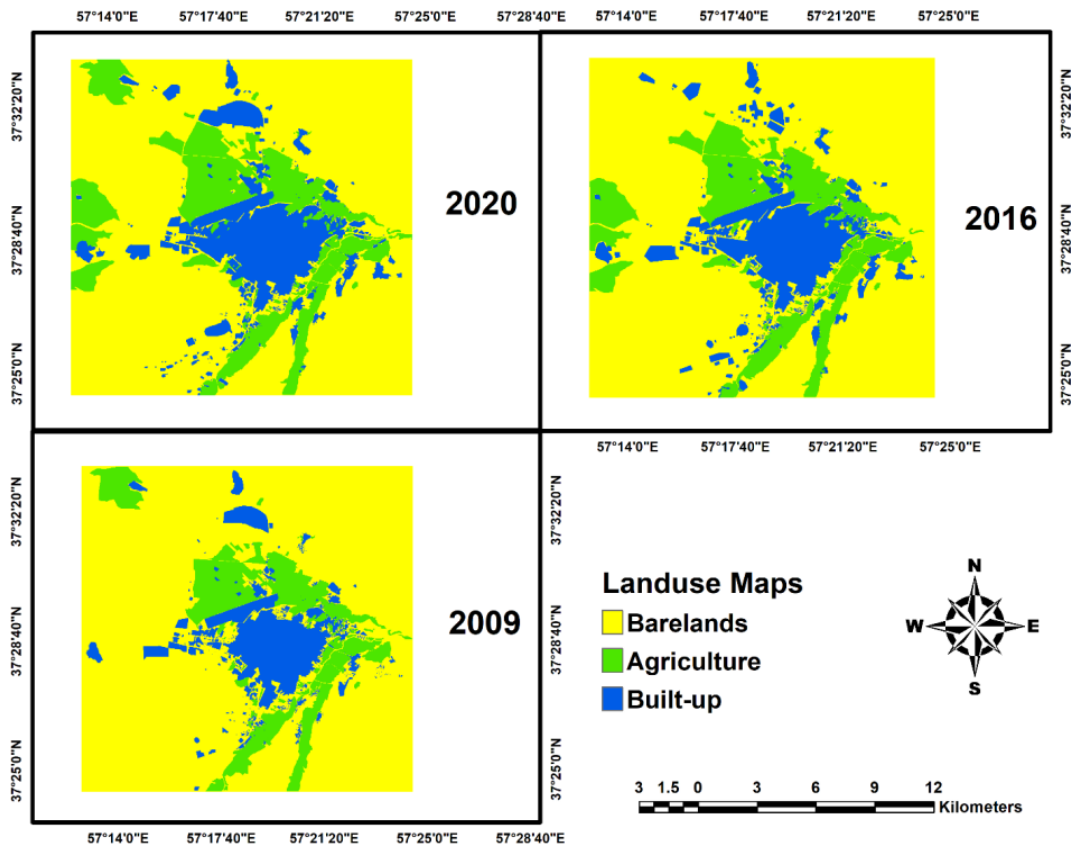 57°14'0"E 57°17'40"E 57°21'20"E 57°25'0"E 57°28'40"E 57°14'0"E 57°17'40"E 57°21'20"E 57°25'0"E
37°32'20"N
37°28'40"N
37°25'0"N
2020
2016
37°32'20"N
37°28'40"N
37°25'0"N
57°14'0"E 57°17'40"E 57°21'20"E 57°25'0"E
37°32'20"N
37°28'40"N
37°25'0"N
2009
37°32'20"N
37°28'40"N
37°25'0"N
57°14'0"E 57°17'40"E 57°21'20"E 57°25'0"E 57°28'40"E
Landuse Maps
Barelands
Agriculture
Built-up
N
W E
S
3 1.5 0 3 6 9 12
Kilometers